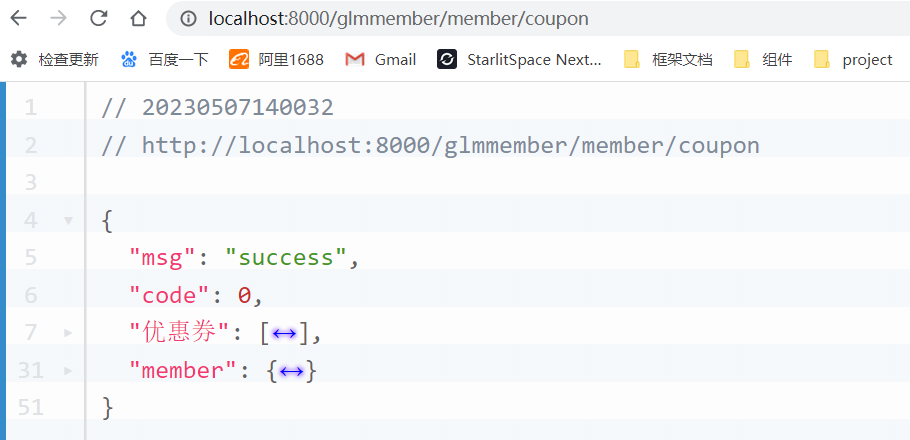 localhost:8000/glmmember/member/coupon
检查更新 百度一下 阿里1688 Gmail StarlitSpace Next... 框架文档 组件 project
1 // 20230507140032
2 // http://localhost:8000/glmmember/member/coupon
3
4 {
5 "msg": "success",
6 "code": 0,
7 "优惠券": [↔],
31 "member": {↔}
51 }